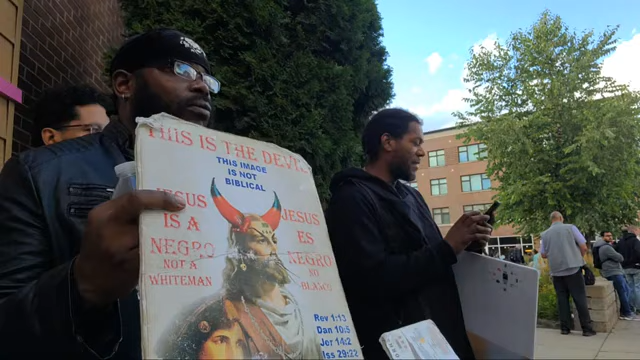 THIS IS THE DEVIL
THIS IMAGE
IS NOT
BIBLICAL
JESUS
IS A
NEGRO
NOT A
WHITEMAN
JESUS
ES
NEGRO
NO
BLANCO
Rev 1:13
Dan 10:5
Jer 14:2
Iss 29:22